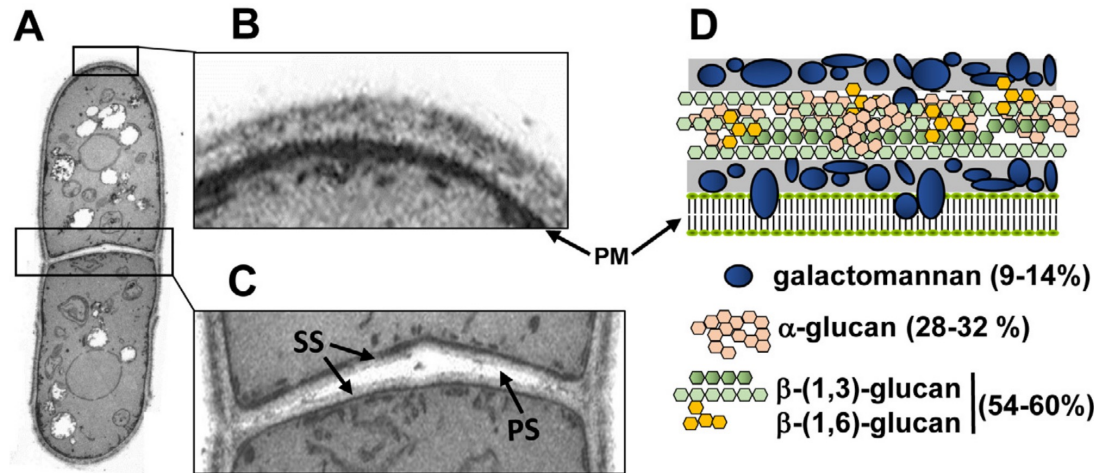 A
B
D
PM
C
SS
PS
galactomannan (9-14%)
α-glucan (28-32 %)
β-(1,3)-glucan
β-(1,6)-glucan
(54-60%)